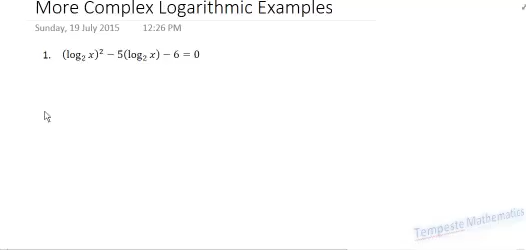 More Complex Logarithmic Examples
Sunday, 19 July 2015 12:26 PM
1. (log₂ x)² − 5(log₂ x) − 6 = 0
Tempeste Mathematics